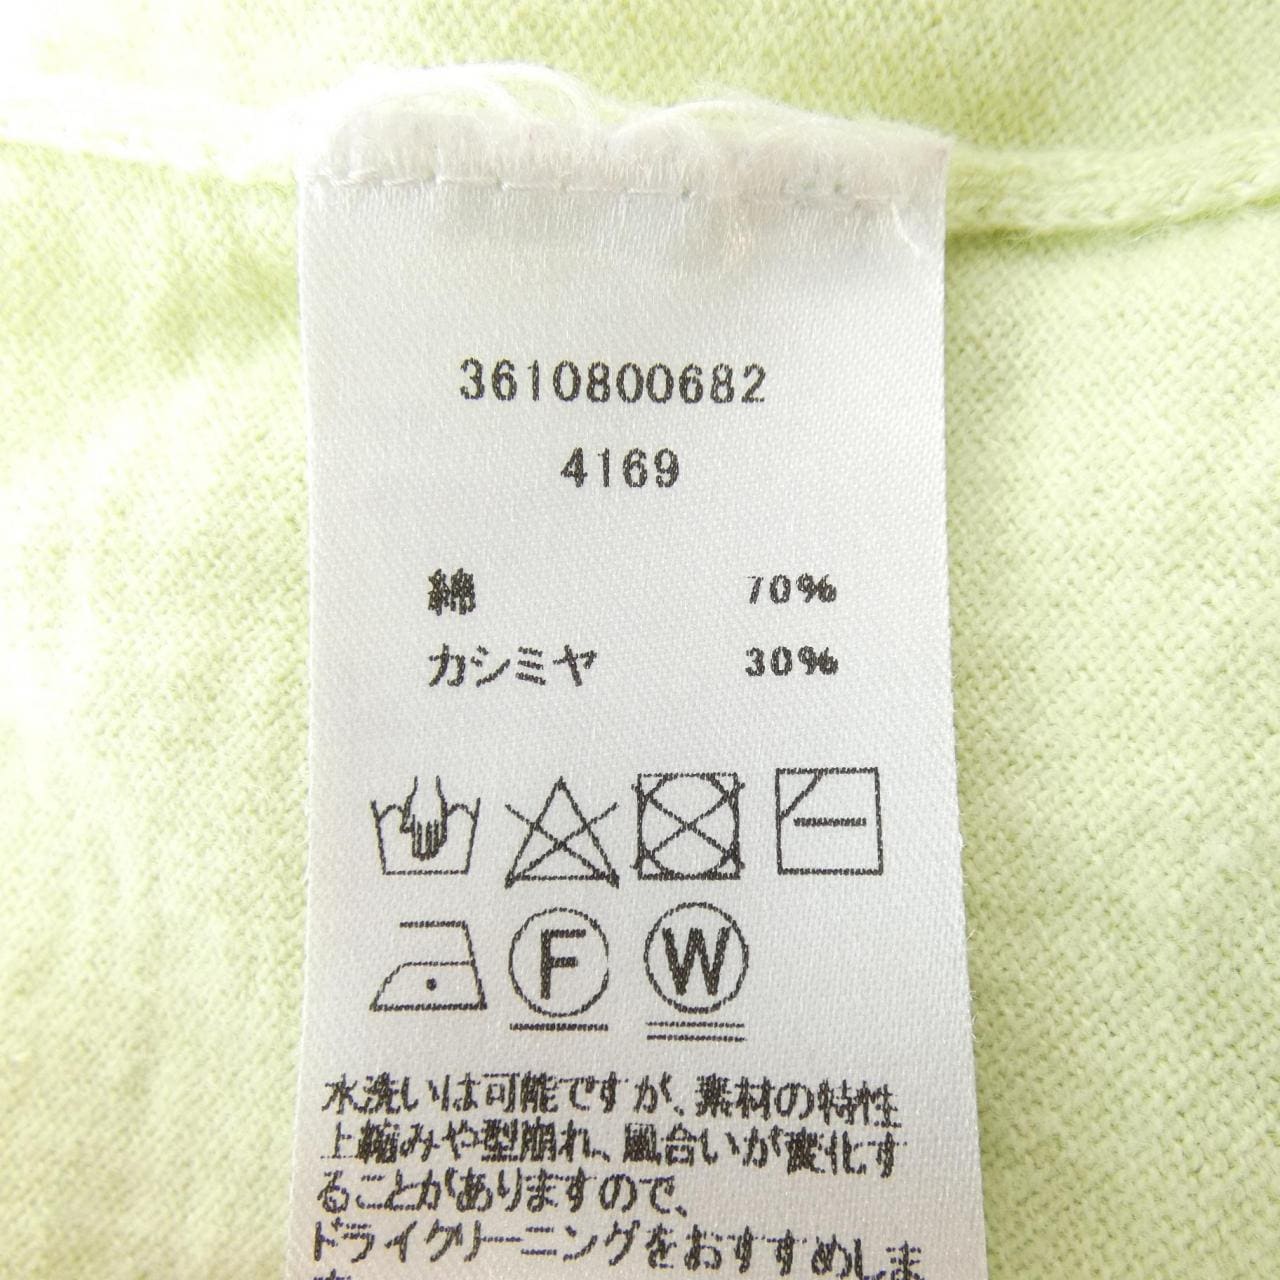 3610800682
4169
綿 70%
カシミヤ 30%
F W
水洗いは可能ですが、素材の特性
上縮みや型崩れ、風合いが変化す
ることがありますので、
ドライクリーニングをおすすめしま